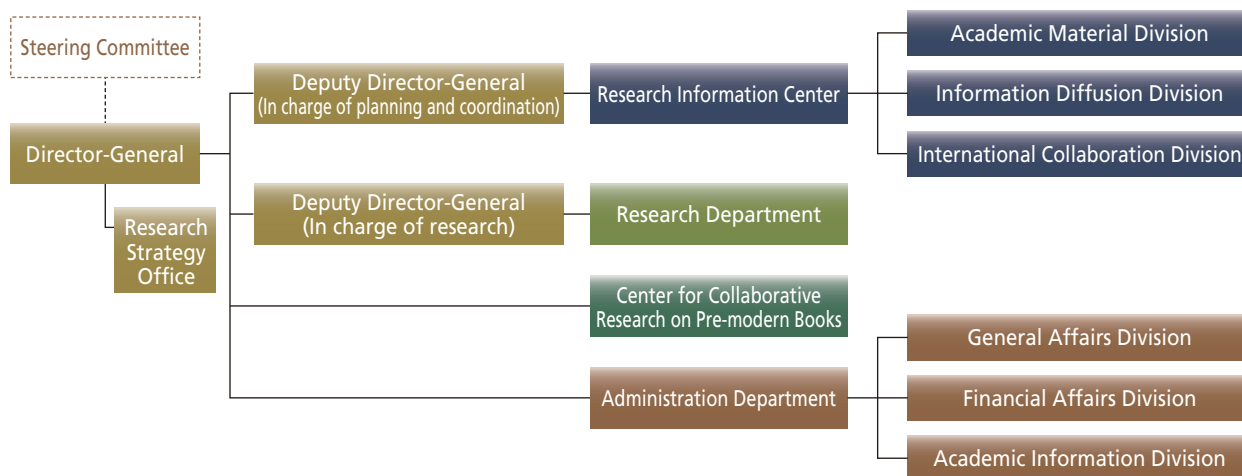 Steering Committee
Director-General
Research
Strategy
Office
Deputy Director-General
(In charge of planning and coordination)
Deputy Director-General
(In charge of research)
Research Information Center
Research Department
Center for Collaborative
Research on Pre-modern Books
Administration Department
Academic Material Division
Information Diffusion Division
International Collaboration Division
General Affairs Division
Financial Affairs Division
Academic Information Division